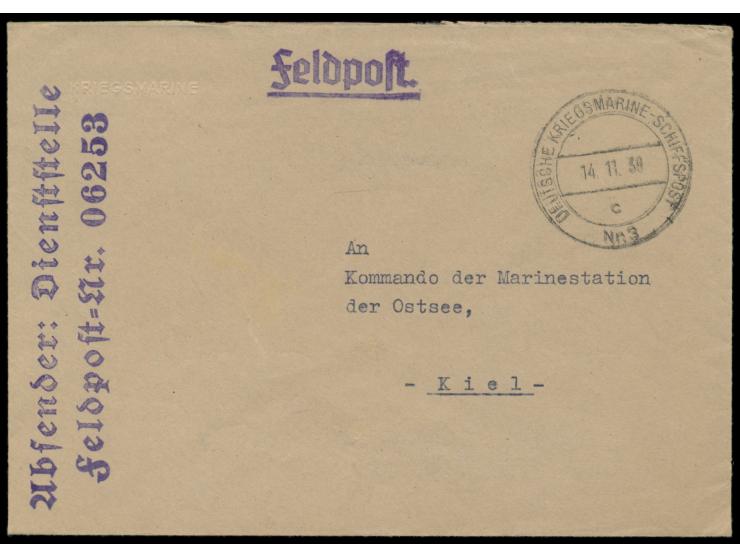 Feldpost.
KRIEGSMARINE
Absender: Dienststelle
Feldpost-Nr. 06253
DEUTSCHE KRIEGSMARINE-SCHIFFSPOST
14. 11. 39
c
Nr. 3
An
Kommando der Marinestation
der Ostsee,
- Kiel -